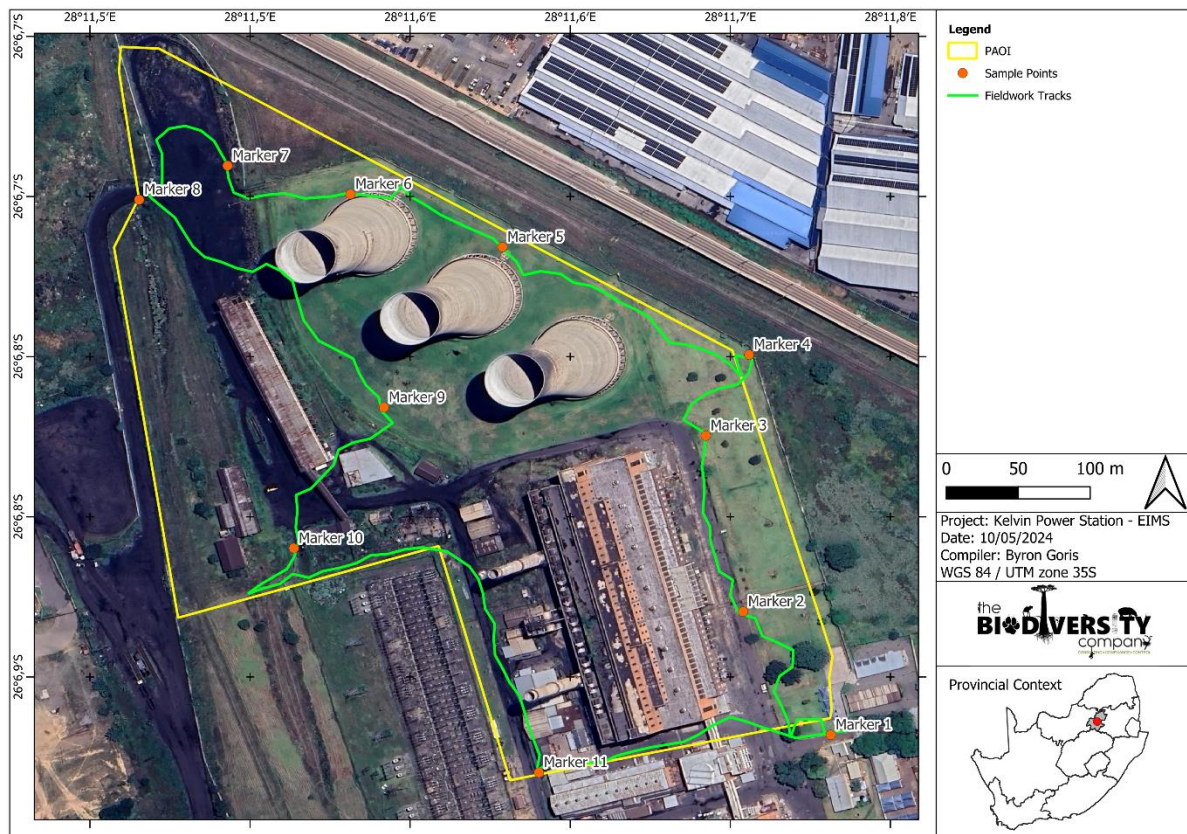 28°11,5'E 28°11,5'E 28°11,6'E 28°11,6'E 28°11,7'E 28°11,8'E
26°6,7'S
26°6,7'S
26°6,8'S
26°6,8'S
26°6,9'S
Marker 7
Marker 8
Marker 6
Marker 5
Marker 4
Marker 9
Marker 3
Marker 10
Marker 2
Marker 1
Marker 11
Legend
PAOI
Sample Points
Fieldwork Tracks
0 50 100 m
Project: Kelvin Power Station - EIMS
Date: 10/05/2024
Compiler: Byron Goris
WGS 84 / UTM zone 35S
the
BIODIVERSITY
company
Provincial Context